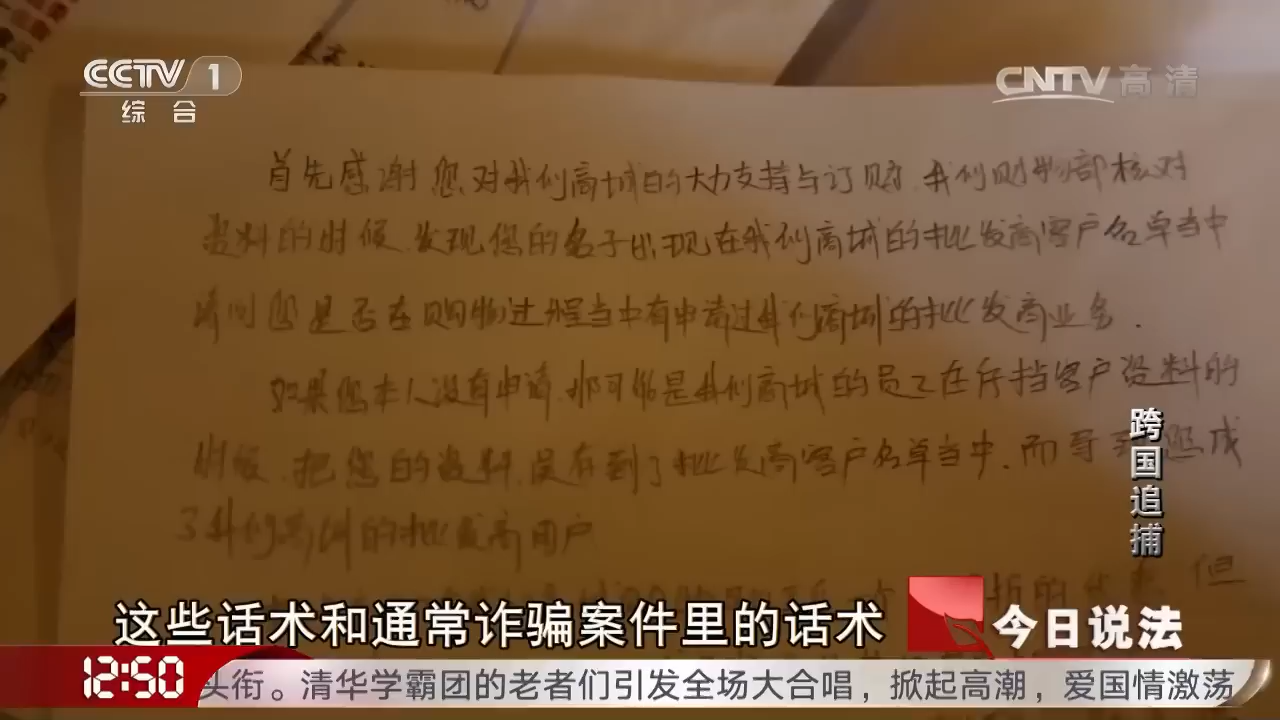 CCTV 1
综合
CNTV 高清
首先感谢您对我们商城的大力支持与订购.我们财物部核对
资料的时候.发现您的名子出现在我们商城的批发商客户名单当中
请问您是否在购物过程当中有申请过我们商城的批发商业务.
如果您本人没有申请.那可能是我们商城的员工在存挡客户资料的
时候.把您的资料.误存到了批发商客户名单当中.而导致您成
了我们商城的批发商用户
但
跨国追捕
这些话术和通常诈骗案件里的话术
今日说法
12:50
头衔。清华学霸团的老者们引发全场大合唱，掀起高潮，爱国情激荡